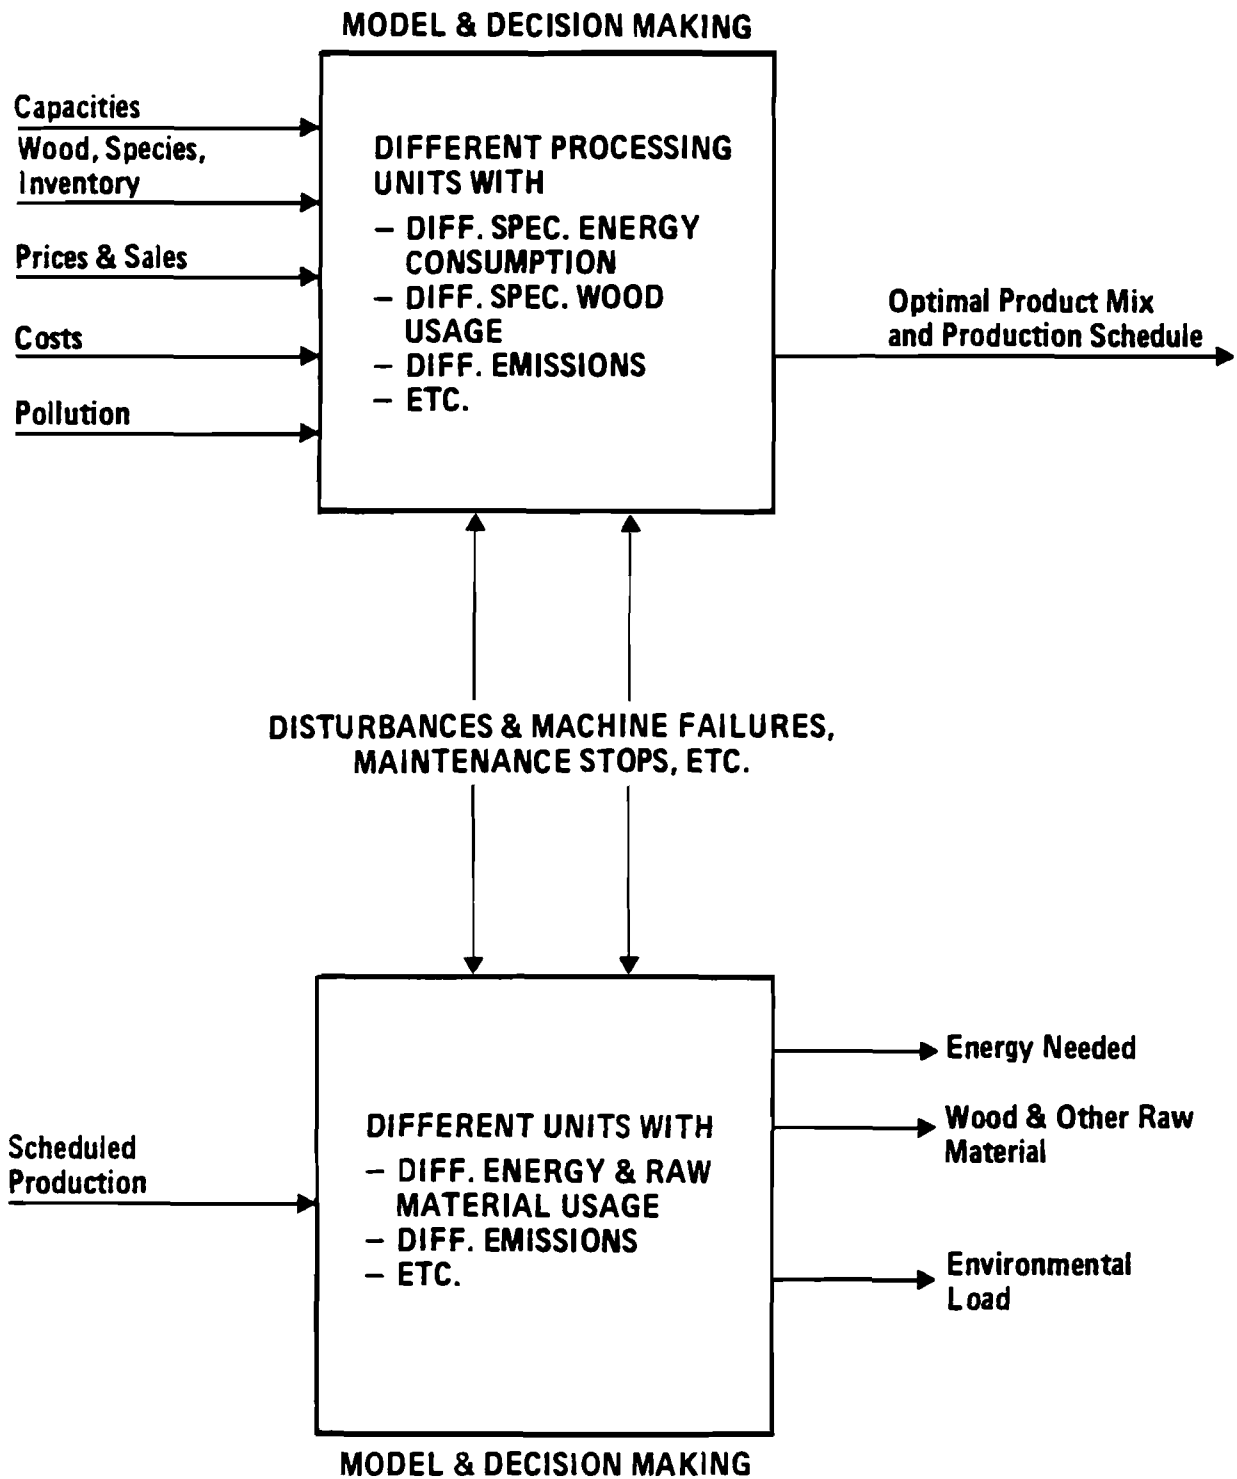 MODEL & DECISION MAKING
Capacities
Wood, Species,
Inventory
Prices & Sales
Costs
Pollution
DIFFERENT PROCESSING
UNITS WITH
– DIFF. SPEC. ENERGY
CONSUMPTION
– DIFF. SPEC. WOOD
USAGE
– DIFF. EMISSIONS
– ETC.
Optimal Product Mix
and Production Schedule
DISTURBANCES & MACHINE FAILURES,
MAINTENANCE STOPS, ETC.
Scheduled
Production
DIFFERENT UNITS WITH
– DIFF. ENERGY & RAW
MATERIAL USAGE
– DIFF. EMISSIONS
– ETC.
Energy Needed
Wood & Other Raw
Material
Environmental
Load
MODEL & DECISION MAKING